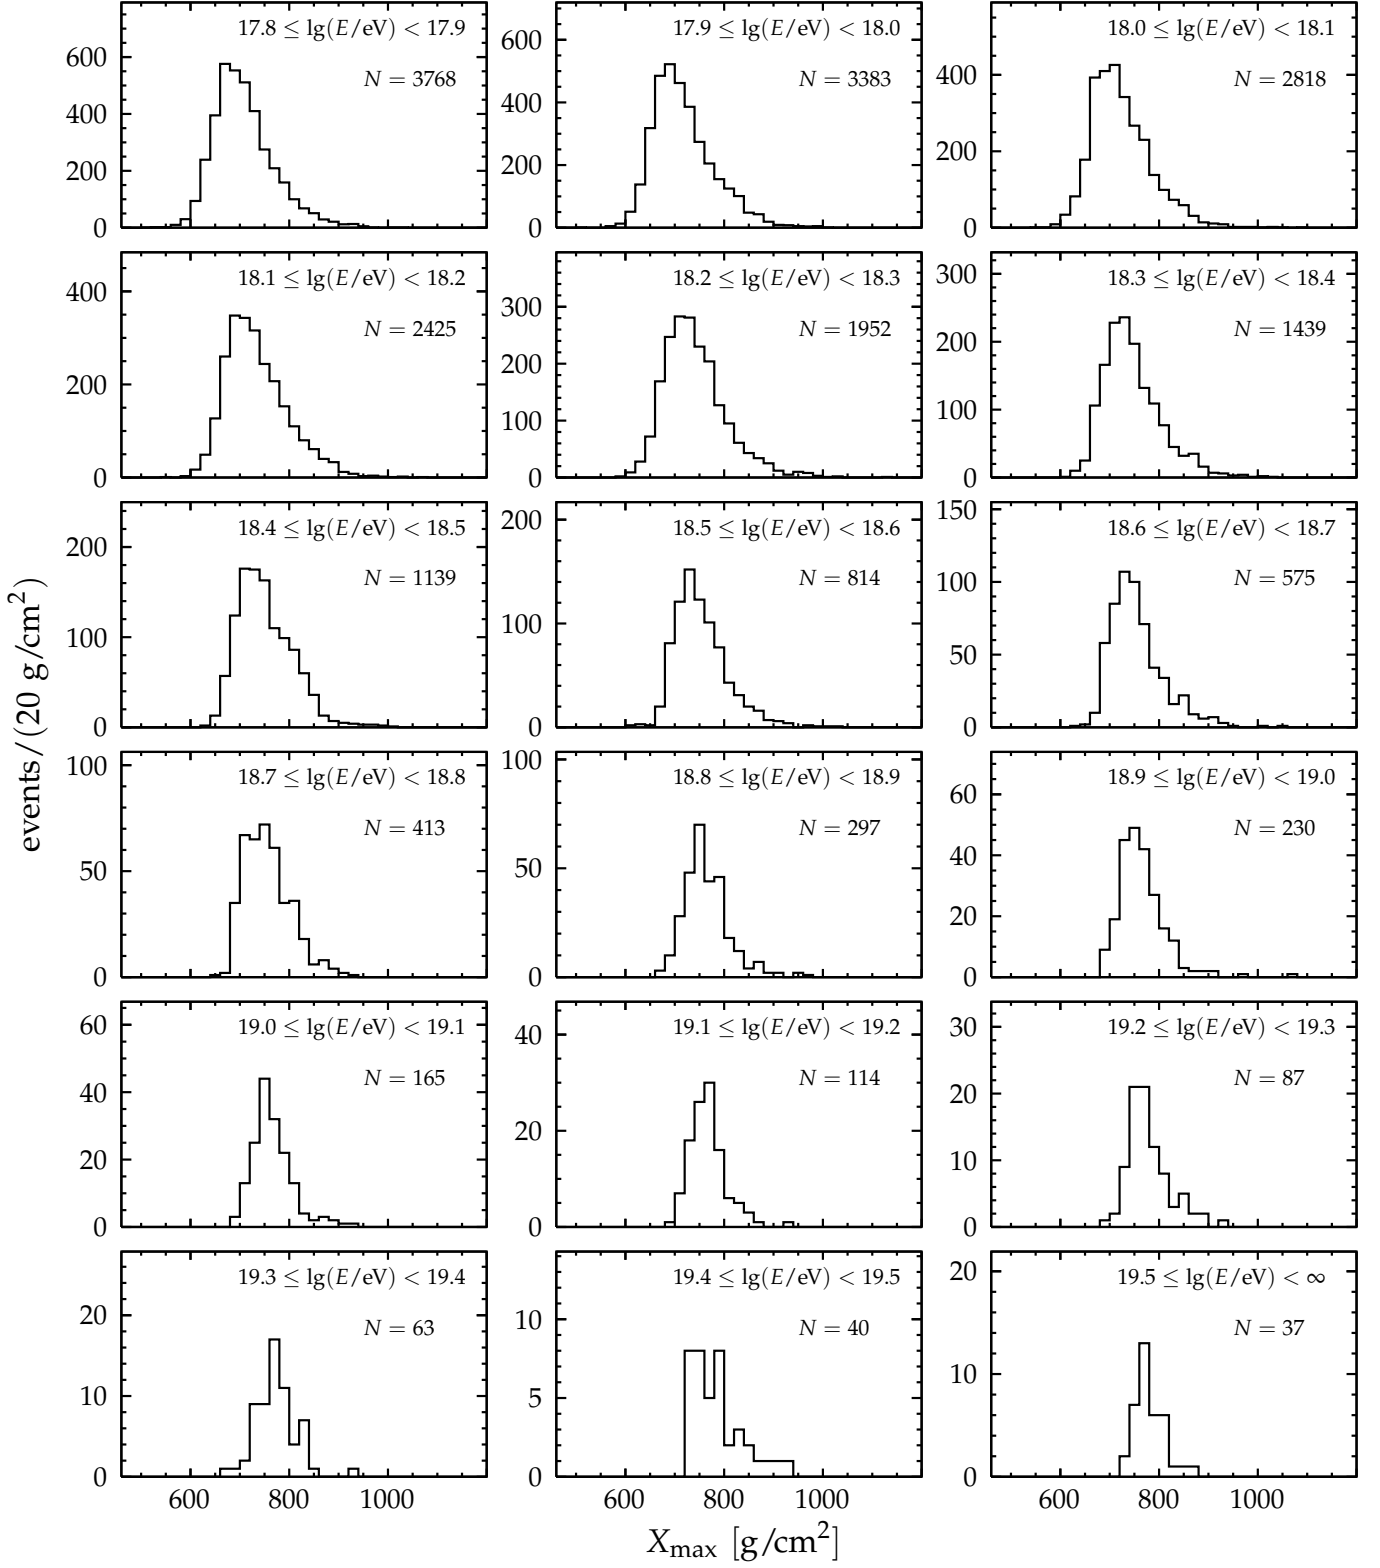 17.8 ≤ lg(E/eV) < 17.9
N = 3768
600
400
200
0
17.9 ≤ lg(E/eV) < 18.0
N = 3383
600
400
200
0
18.0 ≤ lg(E/eV) < 18.1
N = 2818
400
200
0
18.1 ≤ lg(E/eV) < 18.2
N = 2425
400
200
0
18.2 ≤ lg(E/eV) < 18.3
N = 1952
300
200
100
0
18.3 ≤ lg(E/eV) < 18.4
N = 1439
300
200
100
0
18.4 ≤ lg(E/eV) < 18.5
N = 1139
200
100
0
18.5 ≤ lg(E/eV) < 18.6
N = 814
200
100
0
18.6 ≤ lg(E/eV) < 18.7
N = 575
150
100
50
0
events/(20 g/cm²)
18.7 ≤ lg(E/eV) < 18.8
N = 413
100
50
0
18.8 ≤ lg(E/eV) < 18.9
N = 297
100
50
0
18.9 ≤ lg(E/eV) < 19.0
N = 230
60
40
20
0
19.0 ≤ lg(E/eV) < 19.1
N = 165
60
40
20
0
19.1 ≤ lg(E/eV) < 19.2
N = 114
40
20
0
19.2 ≤ lg(E/eV) < 19.3
N = 87
30
20
10
0
19.3 ≤ lg(E/eV) < 19.4
N = 63
20
10
0
19.4 ≤ lg(E/eV) < 19.5
N = 40
10
5
0
19.5 ≤ lg(E/eV) < ∞
N = 37
20
10
0
600 800 1000
600 800 1000
600 800 1000
Xmax [g/cm²]